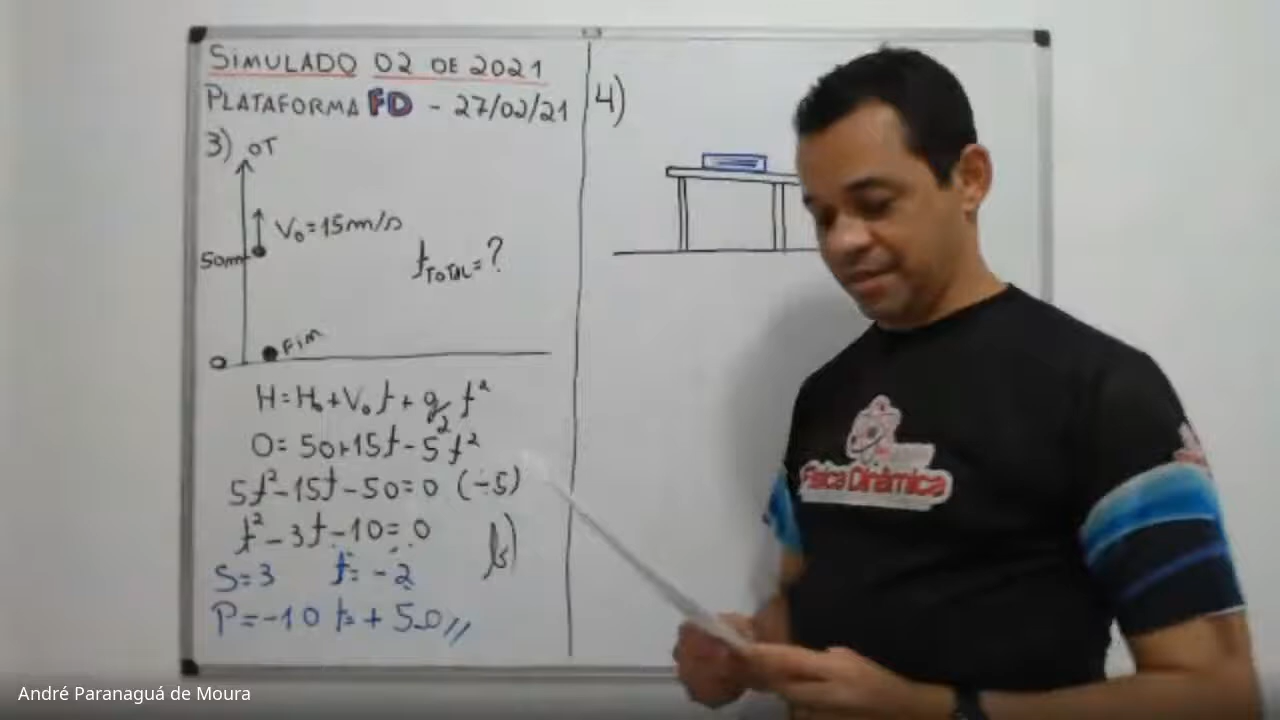 SIMULADO 02 DE 2021
PLATAFORMA FD - 27/02/21
3) OT
V₀=15m/s
50m
t TOTAL=?
0
FIM
H=H₀+V₀t+g/2 t²
0=50+15t-5t²
5t²-15t-50=0 (÷5)
t²-3t-10=0
b)
S=3 t=-2
P=-10 t=+5,0//
4)
Física Dinâmica
André Paranaguá de Moura